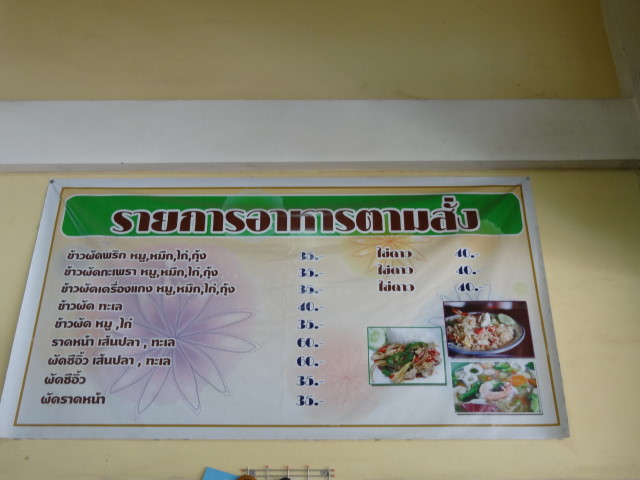 รายการอาหารตามสั่ง
ข้าวผัดพริก หมู,หมึก,ไก่,กุ้ง 35.- ไข่ดาว 40.-
ข้าวผัดกะเพรา หมู,หมึก,ไก่,กุ้ง 35.- ไข่ดาว 40.-
ข้าวผัดเครื่องแกง หมู,หมึก,ไก่,กุ้ง 35.- ไข่ดาว 40.-
ข้าวผัด ทะเล 40.-
ข้าวผัด หมู ,ไก่ 35.-
ราดหน้า เส้นปลา , ทะเล 60.-
ผัดซีอิ้ว เส้นปลา , ทะเล 60.-
ผัดซีอิ้ว 35.-
ผัดราดหน้า 35.-